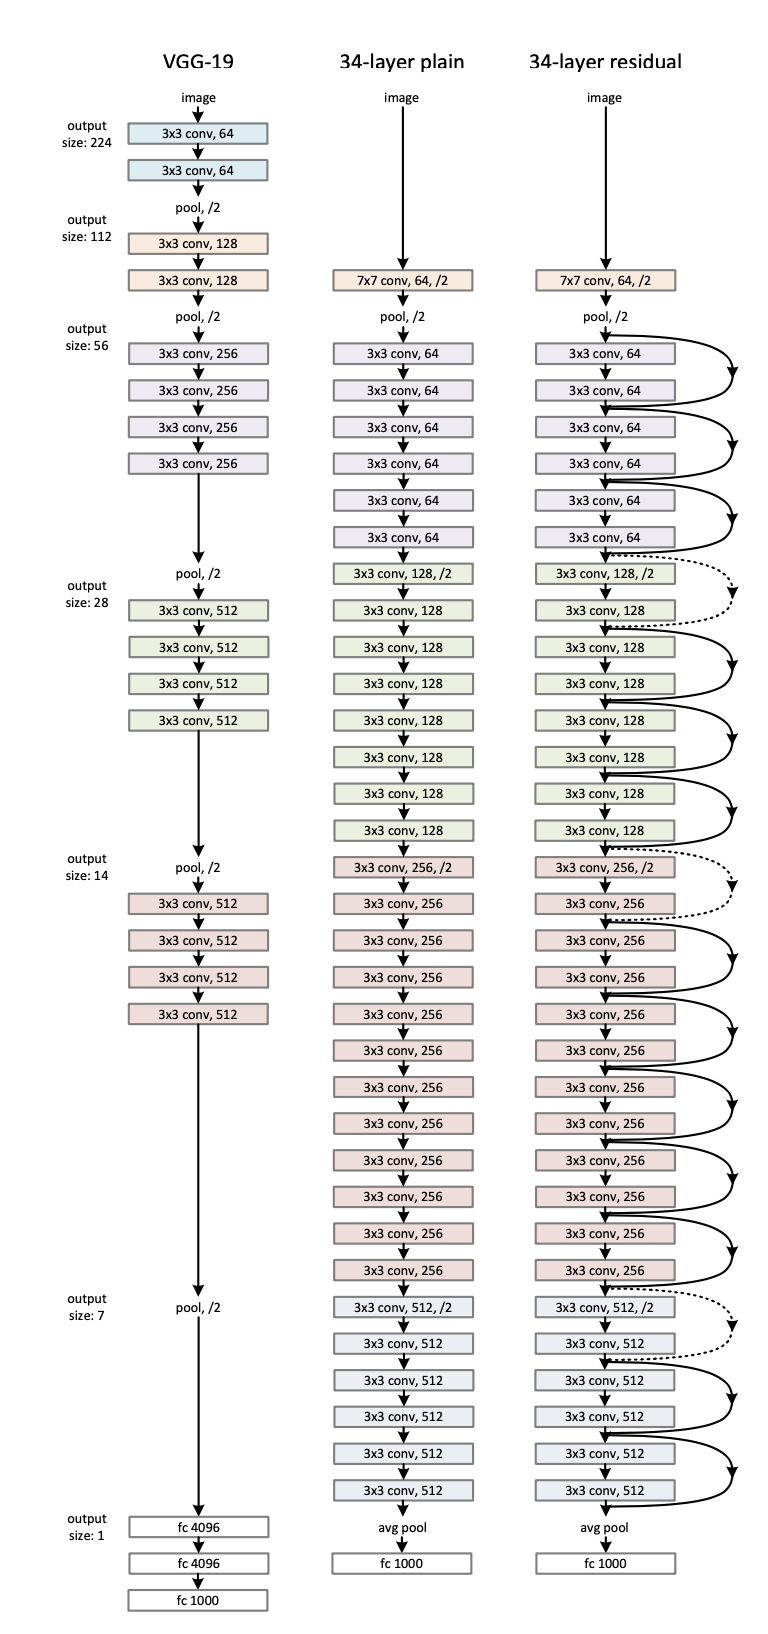 VGG-19
image
output
size: 224
3x3 conv, 64
3x3 conv, 64
pool, /2
output
size: 112
3x3 conv, 128
3x3 conv, 128
pool, /2
output
size: 56
3x3 conv, 256
3x3 conv, 256
3x3 conv, 256
3x3 conv, 256
pool, /2
output
size: 28
3x3 conv, 512
3x3 conv, 512
3x3 conv, 512
3x3 conv, 512
output
size: 14
pool, /2
3x3 conv, 512
3x3 conv, 512
3x3 conv, 512
3x3 conv, 512
output
size: 7
pool, /2
output
size: 1
fc 4096
fc 4096
fc 1000
34-layer plain
image
7x7 conv, 64, /2
pool, /2
3x3 conv, 64
3x3 conv, 64
3x3 conv, 64
3x3 conv, 64
3x3 conv, 64
3x3 conv, 64
3x3 conv, 128, /2
3x3 conv, 128
3x3 conv, 128
3x3 conv, 128
3x3 conv, 128
3x3 conv, 128
3x3 conv, 128
3x3 conv, 128
3x3 conv, 256, /2
3x3 conv, 256
3x3 conv, 256
3x3 conv, 256
3x3 conv, 256
3x3 conv, 256
3x3 conv, 256
3x3 conv, 256
3x3 conv, 256
3x3 conv, 256
3x3 conv, 256
3x3 conv, 256
3x3 conv, 512, /2
3x3 conv, 512
3x3 conv, 512
3x3 conv, 512
3x3 conv, 512
3x3 conv, 512
avg pool
fc 1000
34-layer residual
image
7x7 conv, 64, /2
pool, /2
3x3 conv, 64
3x3 conv, 64
3x3 conv, 64
3x3 conv, 64
3x3 conv, 64
3x3 conv, 64
3x3 conv, 128, /2
3x3 conv, 128
3x3 conv, 128
3x3 conv, 128
3x3 conv, 128
3x3 conv, 128
3x3 conv, 128
3x3 conv, 128
3x3 conv, 256, /2
3x3 conv, 256
3x3 conv, 256
3x3 conv, 256
3x3 conv, 256
3x3 conv, 256
3x3 conv, 256
3x3 conv, 256
3x3 conv, 256
3x3 conv, 256
3x3 conv, 256
3x3 conv, 256
3x3 conv, 512, /2
3x3 conv, 512
3x3 conv, 512
3x3 conv, 512
3x3 conv, 512
3x3 conv, 512
avg pool
fc 1000